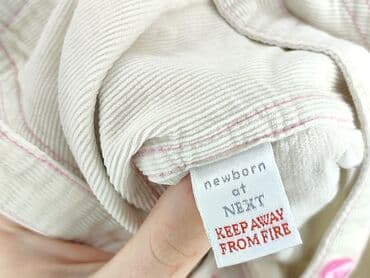 newborn
at
NEXT
KEEP AWAY
FROM FIRE